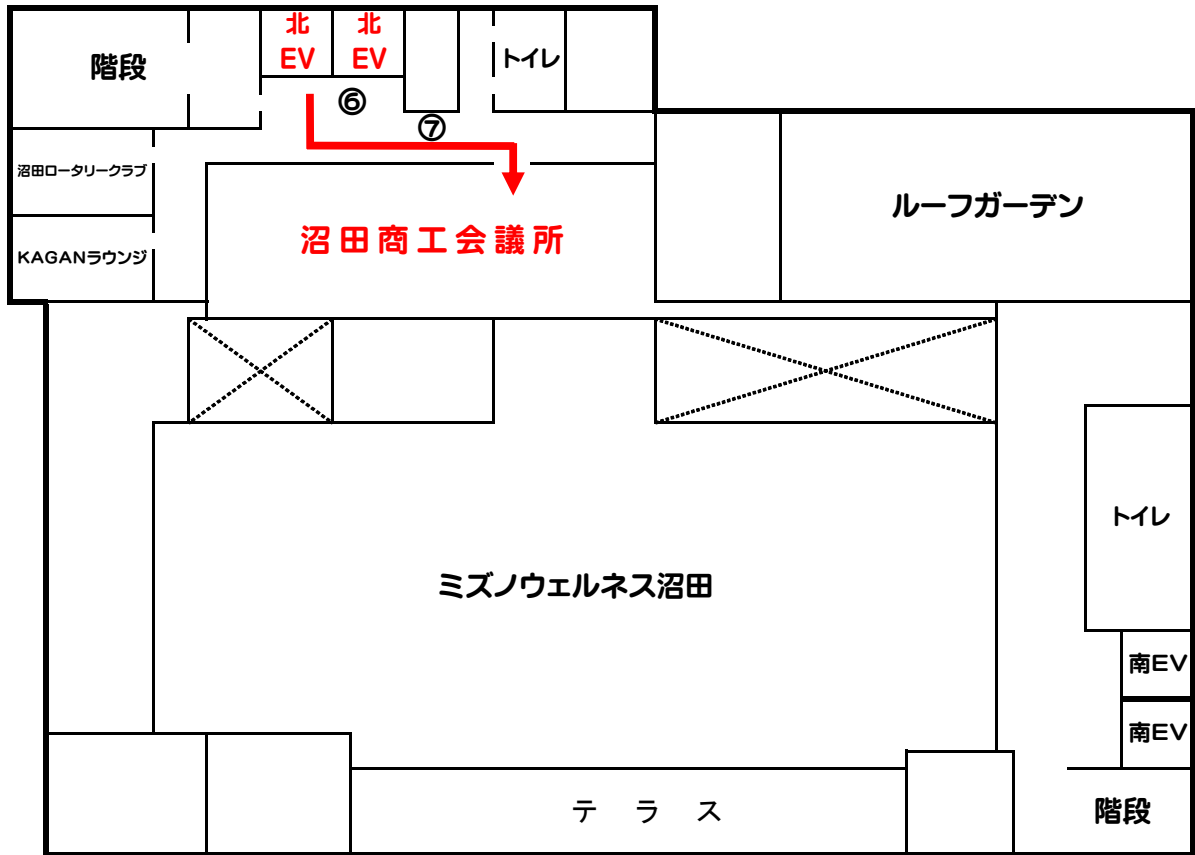 北
EV
北
EV
階段
トイレ
⑥
⑦
沼田ロータリークラブ
KAGANラウンジ
沼田商工会議所
ルーフガーデン
トイレ
ミズノウェルネス沼田
南EV
南EV
テラス
階段